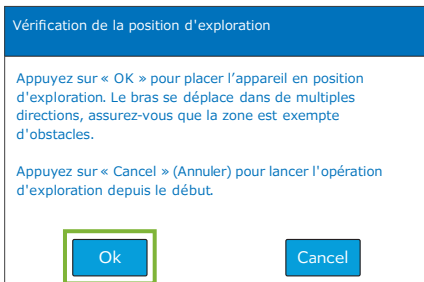 Vérification de la position d'exploration
Appuyez sur « OK » pour placer l’appareil en position
d'exploration. Le bras se déplace dans de multiples
directions, assurez-vous que la zone est exempte
d'obstacles.
Appuyez sur « Cancel » (Annuler) pour lancer l'opération
d'exploration depuis le début.
Ok
Cancel